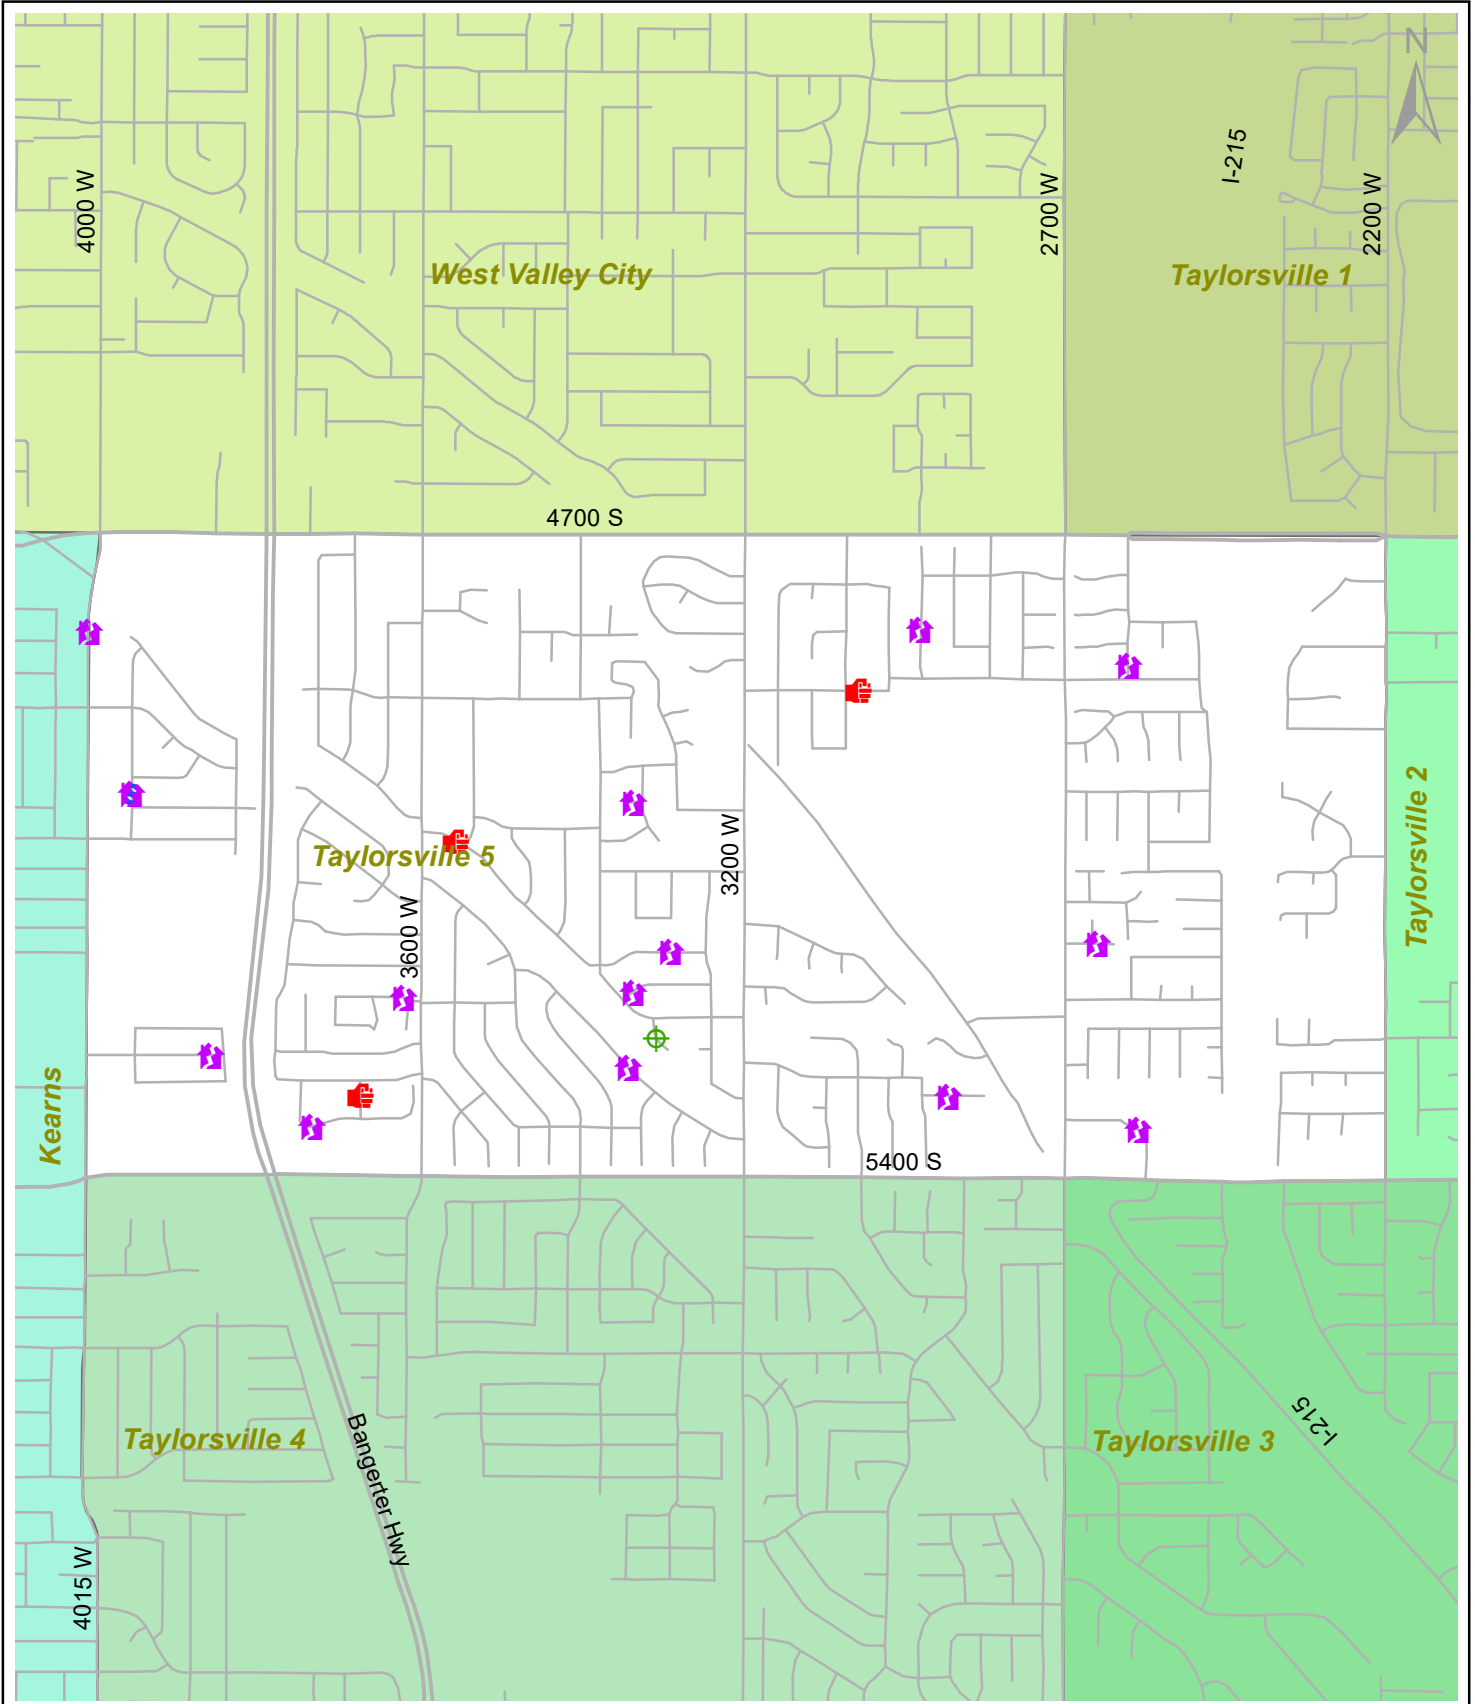 N
I-215
4000 W
2700 W
2200 W
West Valley City
Taylorsville 1
4700 S
Taylorsville 2
3200 W
Taylorsville 5
3600 W
Kearns
5400 S
I-215
Taylorsville 4
Taylorsville 3
Bangerter Hwy
4015 W